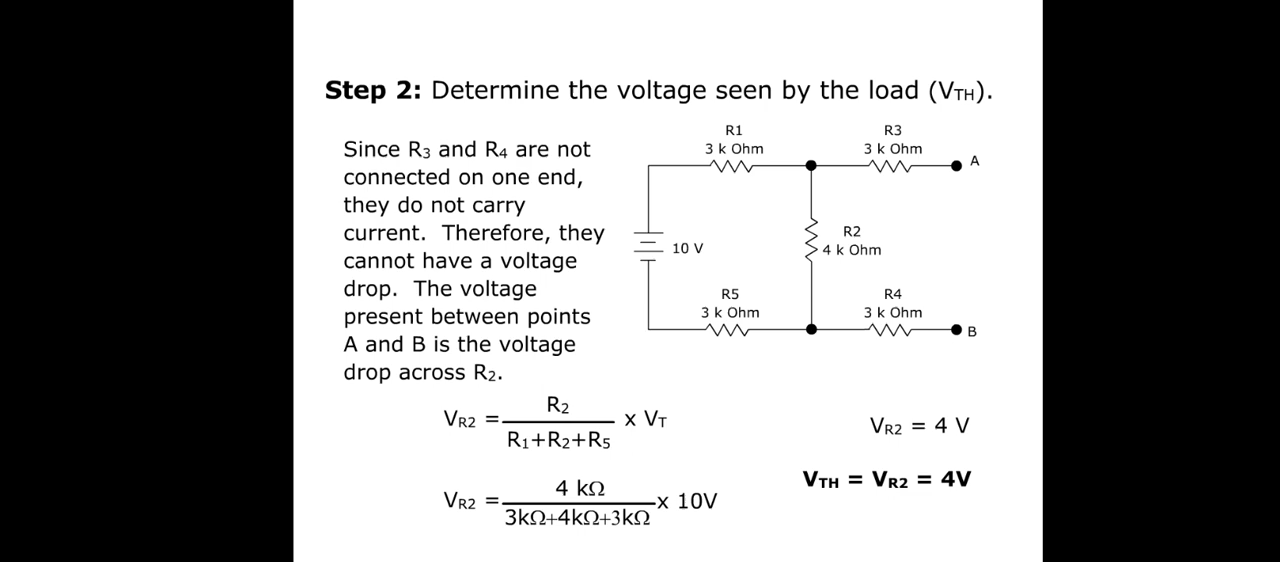 Step 2: Determine the voltage seen by the load (VTH).
Since R3 and R4 are not
connected on one end,
they do not carry
current. Therefore, they
cannot have a voltage
drop. The voltage
present between points
A and B is the voltage
drop across R2.
R1
3 k Ohm
R3
3 k Ohm
A
10 V
R2
4 k Ohm
R5
3 k Ohm
R4
3 k Ohm
B
VR2 = R2
R1+R2+R5
x VT
VR2 = 4 kΩ
3kΩ+4kΩ+3kΩ
x 10V
VR2 = 4 V
VTH = VR2 = 4V